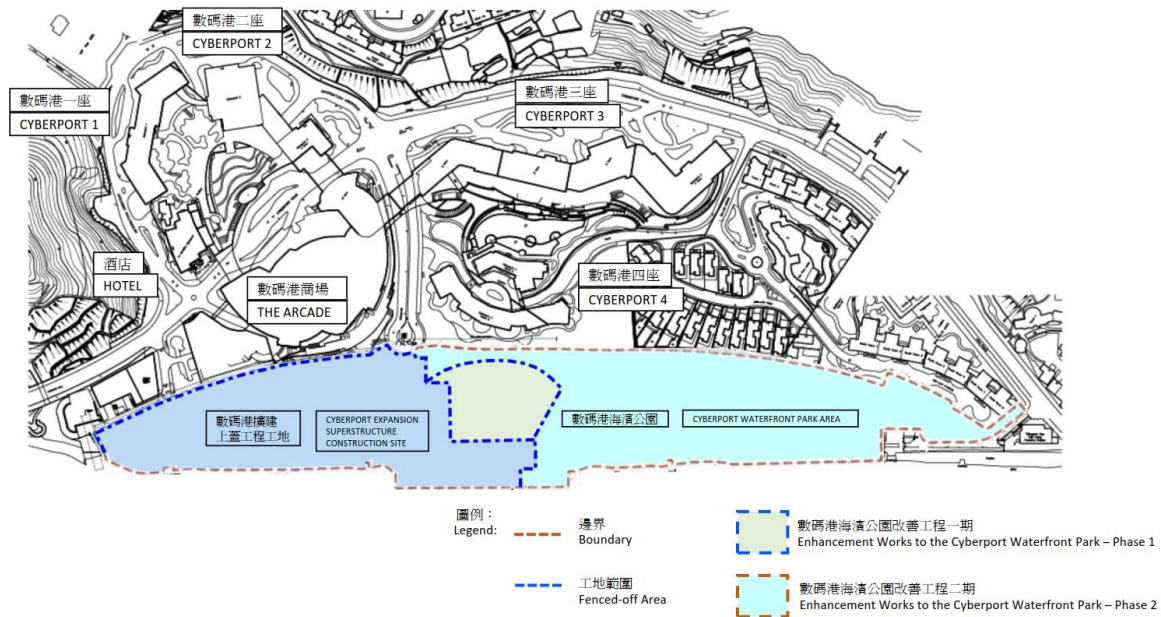 數碼港二座
CYBERPORT 2
數碼港一座
CYBERPORT 1
數碼港三座
CYBERPORT 3
酒店
HOTEL
數碼港商場
THE ARCADE
數碼港四座
CYBERPORT 4
數碼港擴建
上蓋工程工地
CYBERPORT EXPANSION
SUPERSTRUCTURE
CONSTRUCTION SITE
數碼港海濱公園
CYBERPORT WATERFRONT PARK AREA
圖例：
Legend:
邊界
Boundary
工地範圍
Fenced-off Area
數碼港海濱公園改善工程一期
Enhancement Works to the Cyberport Waterfront Park – Phase 1
數碼港海濱公園改善工程二期
Enhancement Works to the Cyberport Waterfront Park – Phase 2